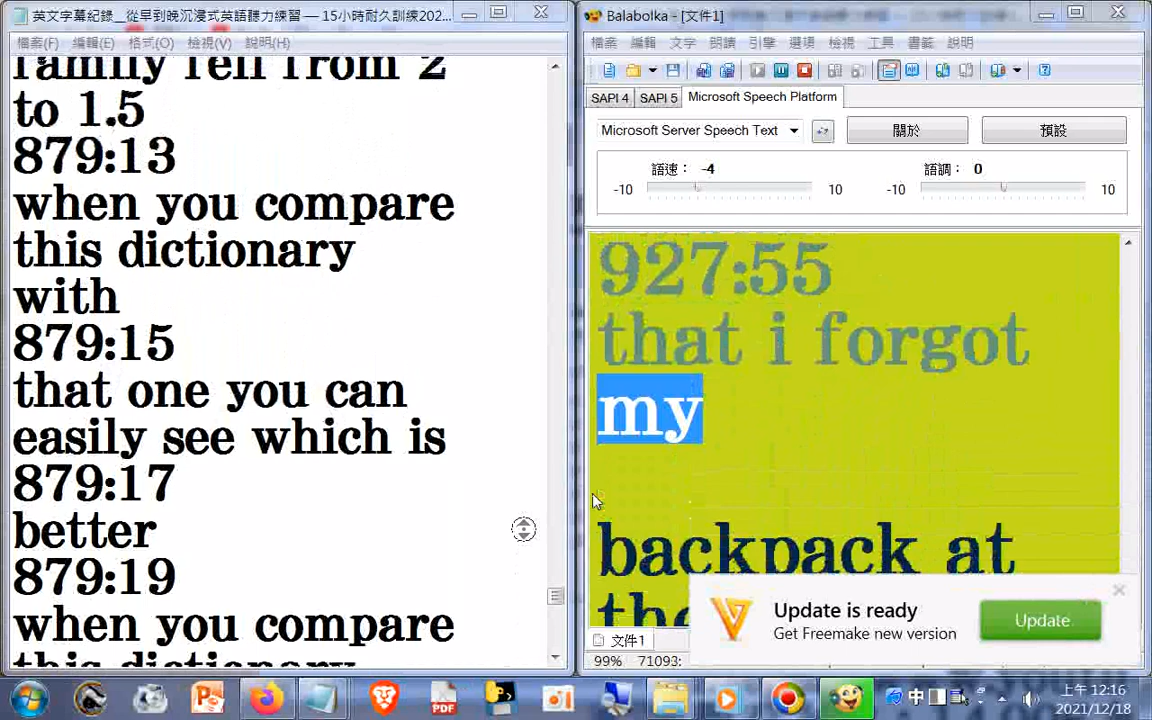 英文字幕紀錄__從早到晚沉浸式英語聽力練習 — 15小時耐久訓練202...
檔案(F) 編輯(E) 格式(O) 檢視(V) 說明(H)
family fell from 2
to 1.5
879:13
when you compare
this dictionary
with
879:15
that one you can
easily see which is
879:17
better
879:19
when you compare
this dictionary
Balabolka - [文件1]
檔案 編輯 文字 朗讀 引擎 選項 檢視 工具 書籤 說明
SAPI 4 SAPI 5 Microsoft Speech Platform
Microsoft Server Speech Text 關於 預設
語速： -4 語調： 0
-10 10 -10 10
927:55
that i forgot
my
backpack at
the
Update is ready
Get Freemake new version
Update
文件1
99% 71093:
PDF
中
上午 12:16
2021/12/18